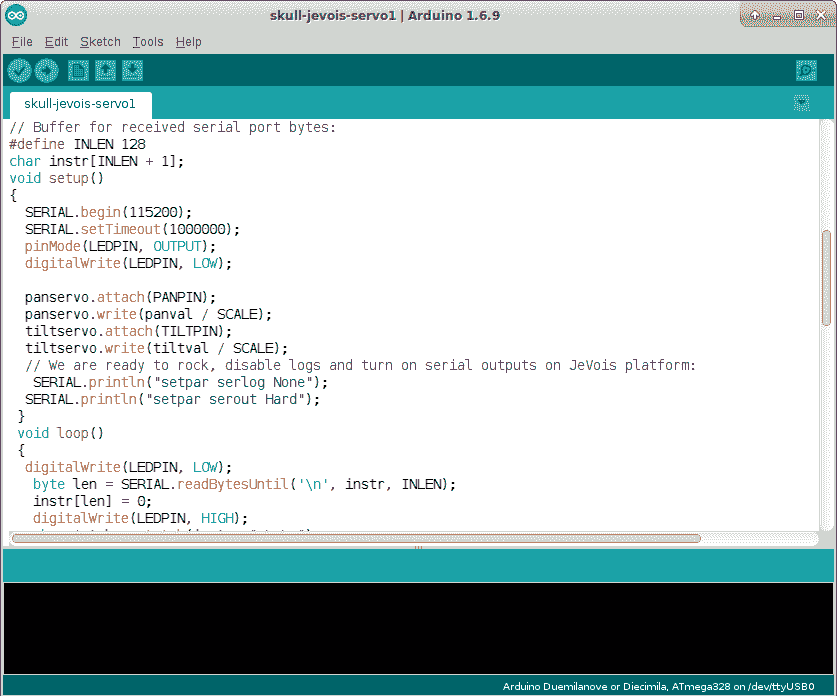 skull-jevois-servo1 | Arduino 1.6.9
File Edit Sketch Tools Help
skull-jevois-servo1
// Buffer for received serial port bytes:
#define INLEN 128
char instr[INLEN + 1];
void setup()
{
  SERIAL.begin(115200);
  SERIAL.setTimeout(1000000);
  pinMode(LEDPIN, OUTPUT);
  digitalWrite(LEDPIN, LOW);

  panservo.attach(PANPIN);
  panservo.write(panval / SCALE);
  tiltservo.attach(TILTPIN);
  tiltservo.write(tiltval / SCALE);
  // We are ready to rock, disable logs and turn on serial outputs on JeVois platform:
   SERIAL.println("setpar serlog None");
  SERIAL.println("setpar serout Hard");
 }
 void loop()
 {
  digitalWrite(LEDPIN, LOW);
   byte len = SERIAL.readBytesUntil('\n', instr, INLEN);
   instr[len] = 0;
   digitalWrite(LEDPIN, HIGH);
Arduino Duemilanove or Diecimila, ATmega328 on /dev/ttyUSB0